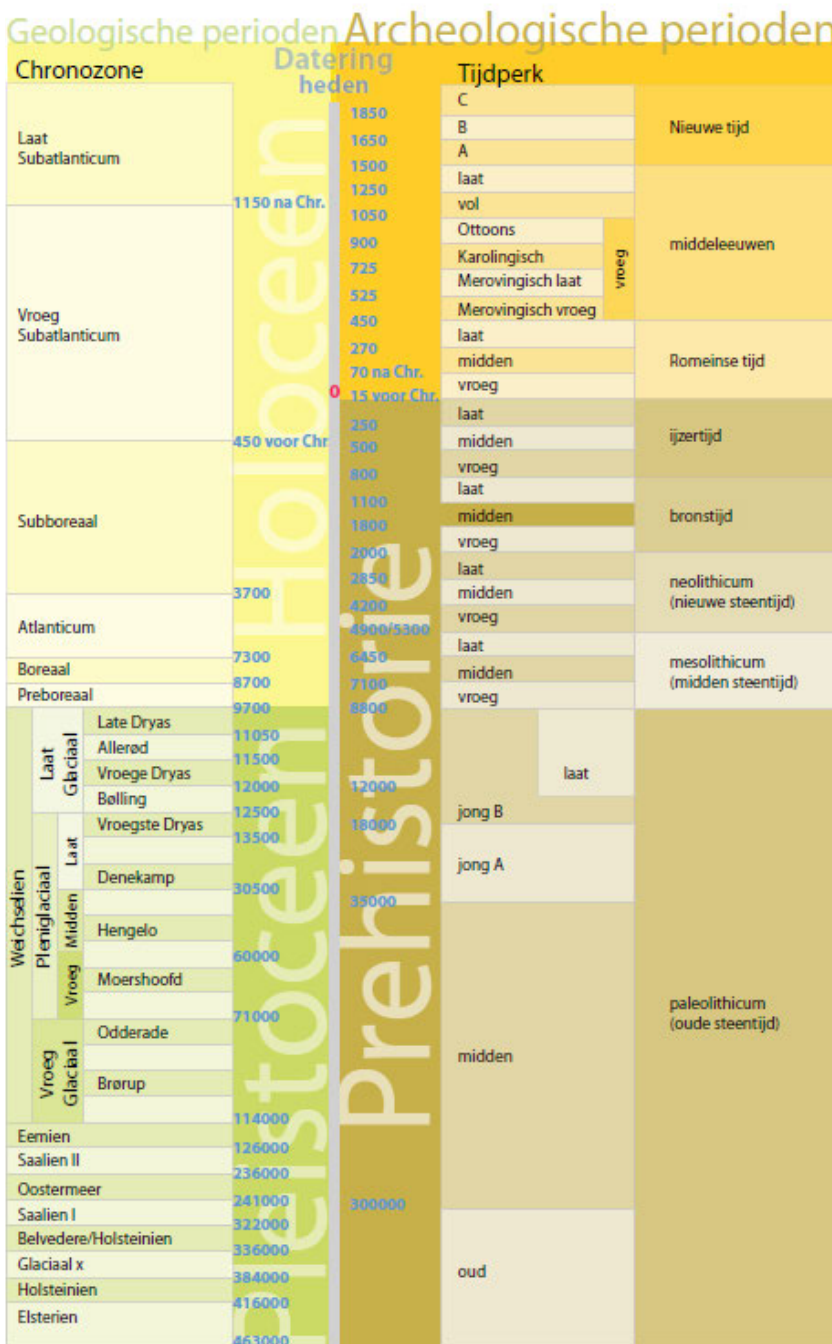 Geologische perioden
Archeologische perioden
Chronozone
Datering
heden
Tijdperk
Laat
Subatlanticum
1150 na Chr.
Vroeg
Subatlanticum
450 voor Chr
Subboreaal
3700
Atlanticum
7300
Boreaal
8700
Preboreaal
9700
Weichselien
Laat
Glaciaal
Late Dryas
11050
Allerød
11500
Vroege Dryas
12000
Bølling
12500
Pleniglaciaal
Laat
Vroegste Dryas
13500
Denekamp
30500
Midden
Hengelo
60000
Vroeg
Moershoofd
71000
Vroeg
Glaciaal
Odderade
Brørup
114000
Eemien
126000
Saalien II
236000
Oostermeer
241000
Saalien I
322000
Belvedere/Holsteinien
336000
Glaciaal x
384000
Holsteinien
416000
Elsterien
463000
Holoceen
Pleistoceen
Prehistorie
0
1850
1650
1500
1250
1050
900
725
525
450
270
70 na Chr.
15 voor Chr.
250
500
800
1100
1800
2000
2850
4200
4900/5300
6450
7100
8800
12000
18000
35000
300000
C
B
A
Nieuwe tijd
laat
vol
Ottoons
Karolingisch
Merovingisch laat
Merovingisch vroeg
vroeg
middeleeuwen
laat
midden
vroeg
Romeinse tijd
laat
midden
vroeg
ijzertijd
laat
midden
vroeg
bronstijd
laat
midden
vroeg
neolithicum
(nieuwe steentijd)
laat
midden
vroeg
mesolithicum
(midden steentijd)
laat
jong B
jong A
midden
oud
paleolithicum
(oude steentijd)